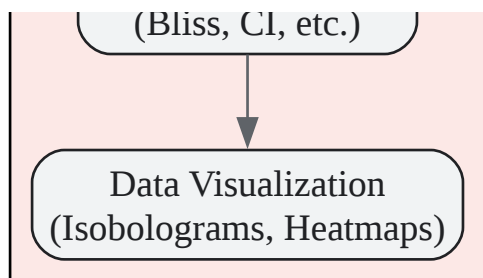 (Bliss, CI, etc.)
Data Visualization
(Isobolograms, Heatmaps)